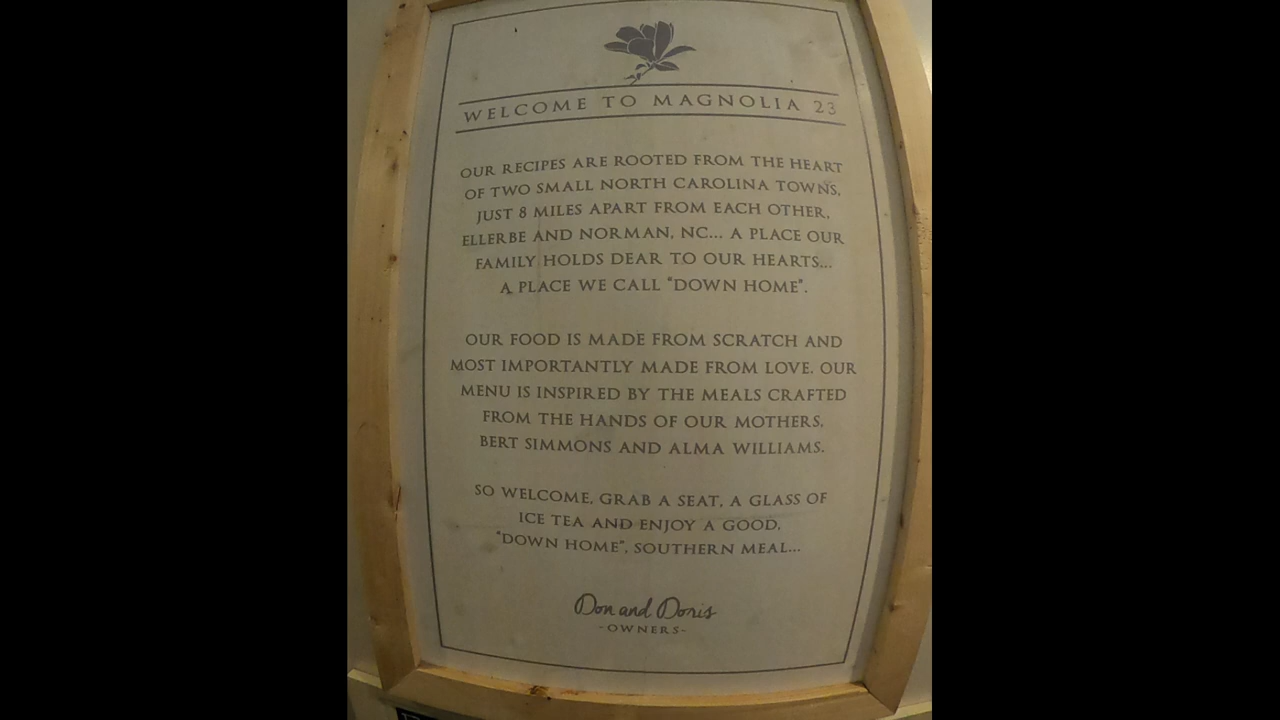 WELCOME TO MAGNOLIA 23
OUR RECIPES ARE ROOTED FROM THE HEART
OF TWO SMALL NORTH CAROLINA TOWNS,
JUST 8 MILES APART FROM EACH OTHER,
ELLERBE AND NORMAN, NC... A PLACE OUR
FAMILY HOLDS DEAR TO OUR HEARTS...
A PLACE WE CALL "DOWN HOME".
OUR FOOD IS MADE FROM SCRATCH AND
MOST IMPORTANTLY MADE FROM LOVE. OUR
MENU IS INSPIRED BY THE MEALS CRAFTED
FROM THE HANDS OF OUR MOTHERS,
BERT SIMMONS AND ALMA WILLIAMS.
SO WELCOME, GRAB A SEAT, A GLASS OF
ICE TEA AND ENJOY A GOOD,
"DOWN HOME", SOUTHERN MEAL...
Don and Doris
-OWNERS-